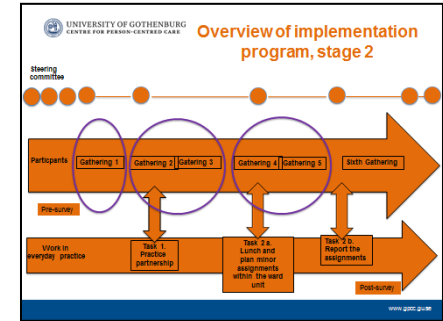 UNIVERSITY OF GOTHENBURG
CENTRE FOR PERSON-CENTRED CARE
Overview of implementation
program, stage 2
Steering
committee
Participants
Gathering 1
Gathering 2
Gatering 3
Gathering 4
Gathering 5
Sixth Gathering
Pre-survey
Work in
everyday practice
Task 1.
Practice
partnership
Task 2 a.
Lunch and
plan minor
assignments
within the ward
unit
Task 2 b.
Report the
assignments
Post-survey
www.gpcc.gu.se